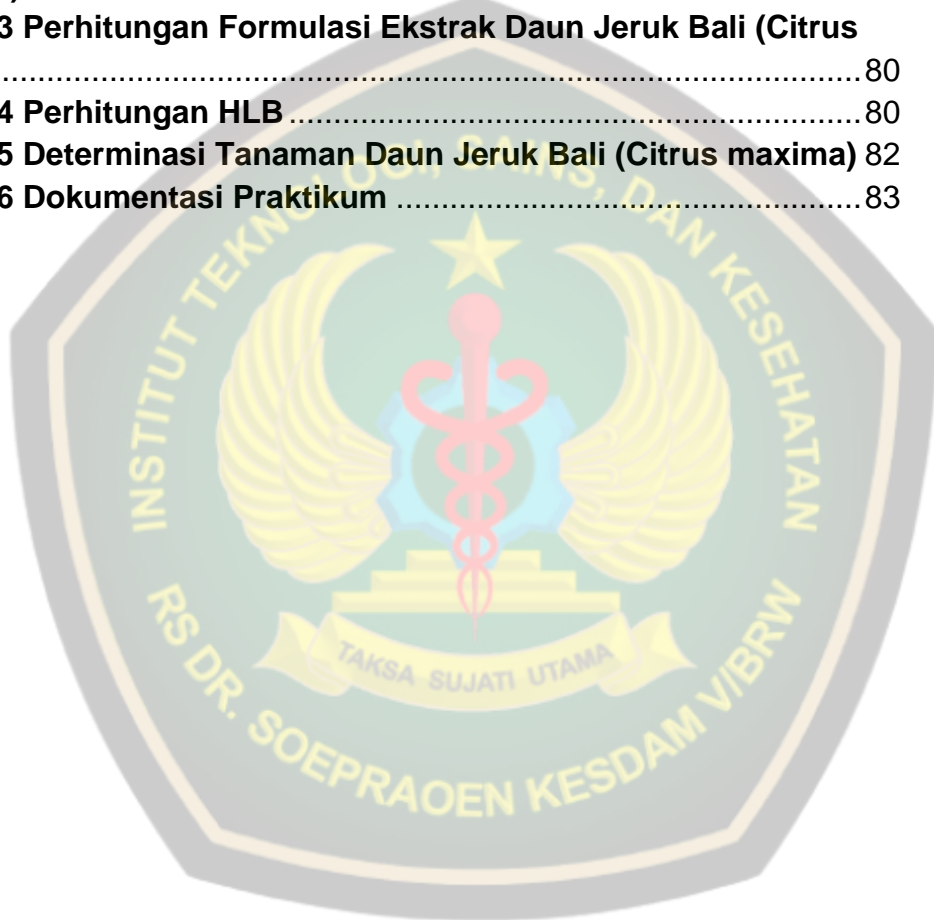 )
3 Perhitungan Formulasi Ekstrak Daun Jeruk Bali (Citrus
........................................................................................80
4 Perhitungan HLB..........................................................80
5 Determinasi Tanaman Daun Jeruk Bali (Citrus maxima) 82
6 Dokumentasi Praktikum ...............................................83
INSTITUT TEKNOLOGI, SAINS, DAN KESEHATAN
TAKSA SUJATI UTAMA
RS DR. SOEPRAOEN KESDAM V/BRW